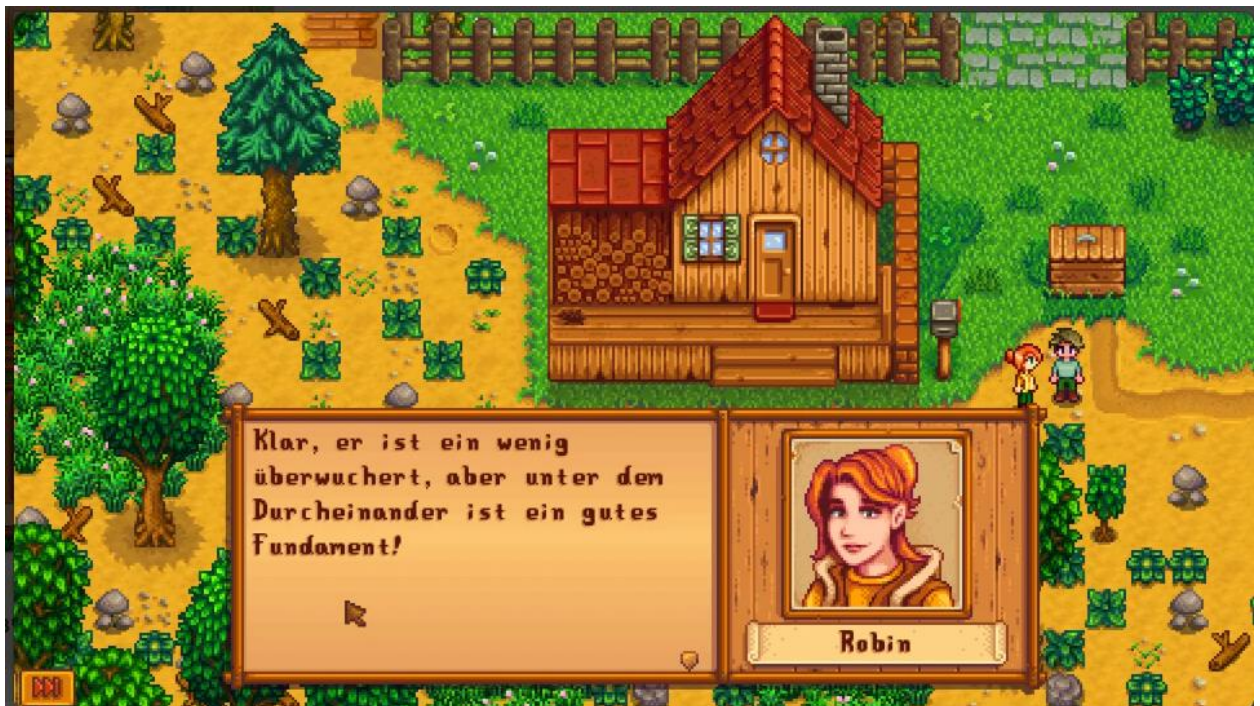 Klar, er ist ein wenig
überwuchert, aber unter dem
Durcheinander ist ein gutes
Fundament!
Robin